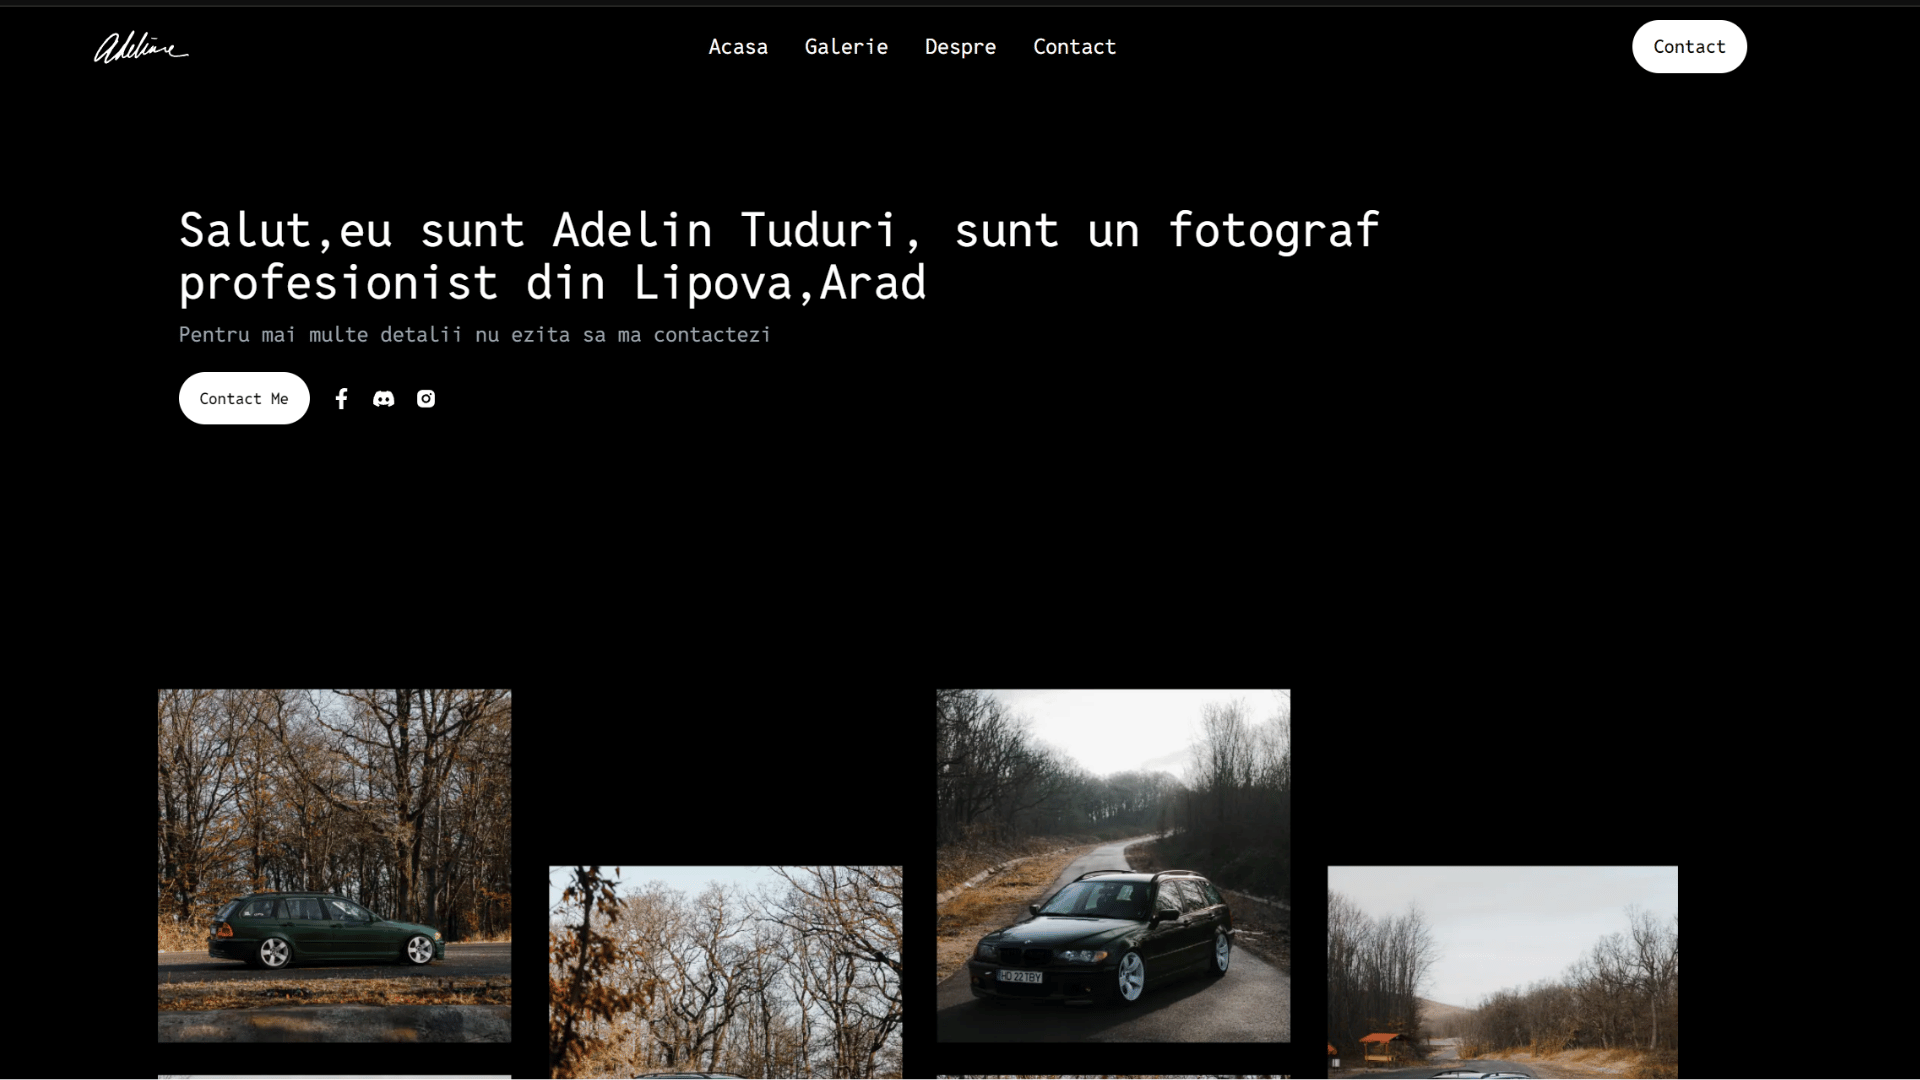 Adeline
Acasa Galerie Despre Contact
Contact
Salut,eu sunt Adelin Tuduri, sunt un fotograf
profesionist din Lipova,Arad
Pentru mai multe detalii nu ezita sa ma contactezi
Contact Me
HD 22 TBY